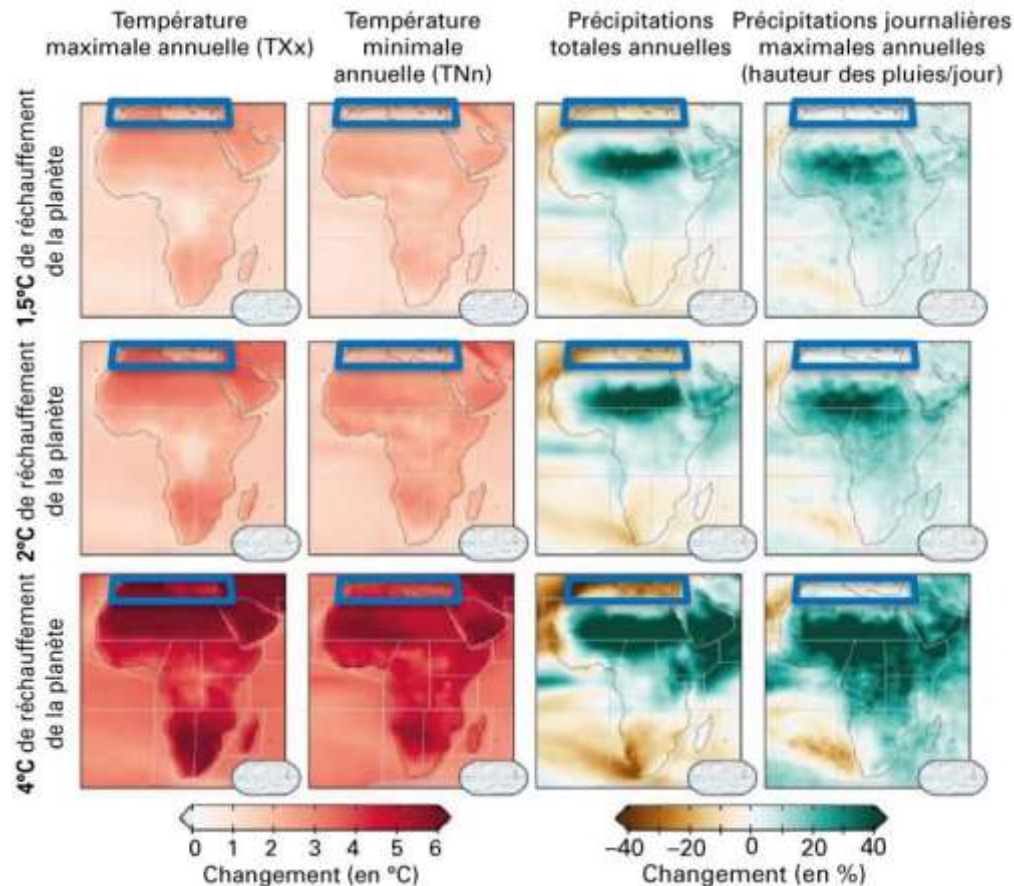 Température
maximale annuelle (TXx)
Température
minimale
annuelle (TNn)
Précipitations
totales annuelles
Précipitations journalières
maximales annuelles
(hauteur des pluies/jour)
1,5°C de réchauffement
de la planète
2°C de réchauffement
de la planète
4°C de réchauffement
de la planète
0 1 2 3 4 5 6
Changement (en °C)
–40 –20 0 20 40
Changement (en %)